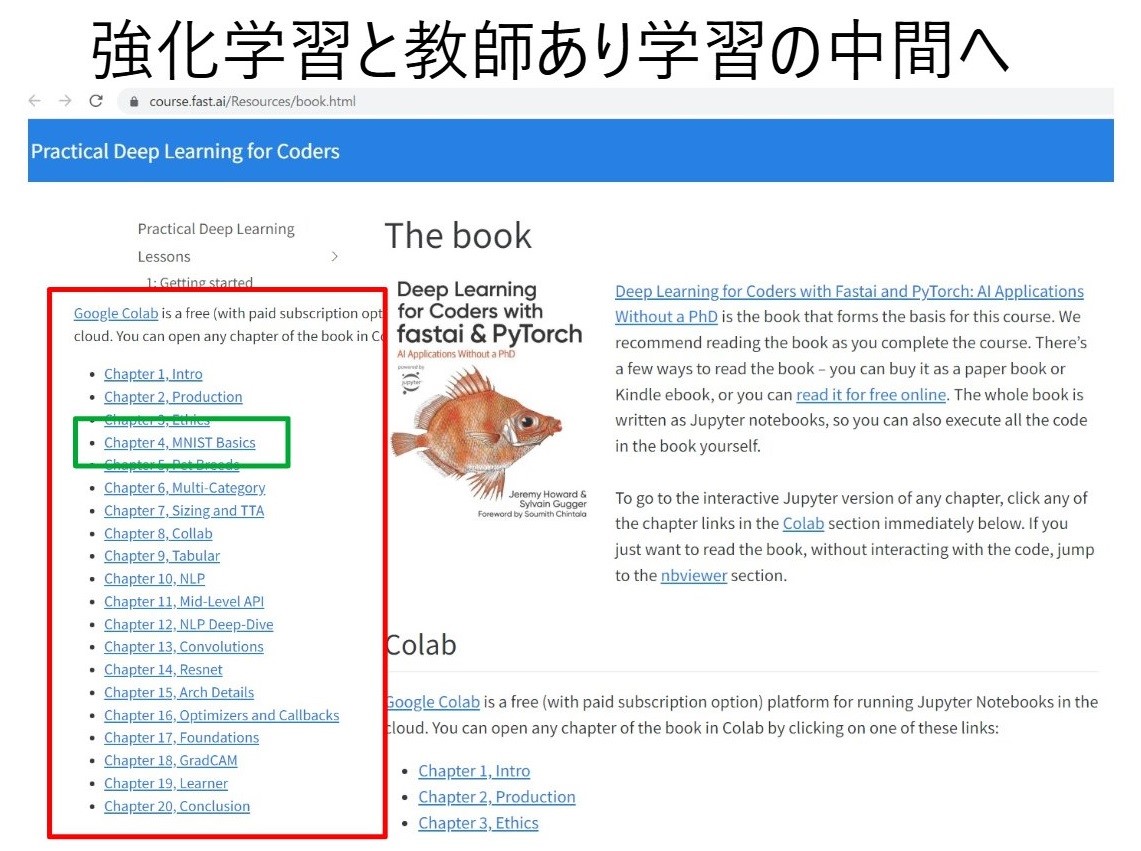 強化学習と教師あり学習の中間へ
course.fast.ai/Resources/book.html
Practical Deep Learning for Coders
Practical Deep Learning
Lessons
1: Getting started
Google Colab is a free (with paid subscription opt
cloud. You can open any chapter of the book in Co
Chapter 1, Intro
Chapter 2, Production
Chapter 3, Ethics
Chapter 4, MNIST Basics
Chapter 5, Pet Breeds
Chapter 6, Multi-Category
Chapter 7, Sizing and TTA
Chapter 8, Collab
Chapter 9, Tabular
Chapter 10, NLP
Chapter 11, Mid-Level API
Chapter 12, NLP Deep-Dive
Chapter 13, Convolutions
Chapter 14, Resnet
Chapter 15, Arch Details
Chapter 16, Optimizers and Callbacks
Chapter 17, Foundations
Chapter 18, GradCAM
Chapter 19, Learner
Chapter 20, Conclusion
The book
Deep Learning
for Coders with
fastai & PyTorch
AI Applications Without a PhD
powered by
jupyter
Jeremy Howard &
Sylvain Gugger
Foreword by Soumith Chintala
Deep Learning for Coders with Fastai and PyTorch: AI Applications
Without a PhD is the book that forms the basis for this course. We
recommend reading the book as you complete the course. There's
a few ways to read the book – you can buy it as a paper book or
Kindle ebook, or you can read it for free online. The whole book is
written as Jupyter notebooks, so you can also execute all the code
in the book yourself.
To go to the interactive Jupyter version of any chapter, click any of
the chapter links in the Colab section immediately below. If you
just want to read the book, without interacting with the code, jump
to the nbviewer section.
Colab
Google Colab is a free (with paid subscription option) platform for running Jupyter Notebooks in the
cloud. You can open any chapter of the book in Colab by clicking on one of these links:
Chapter 1, Intro
Chapter 2, Production
Chapter 3, Ethics